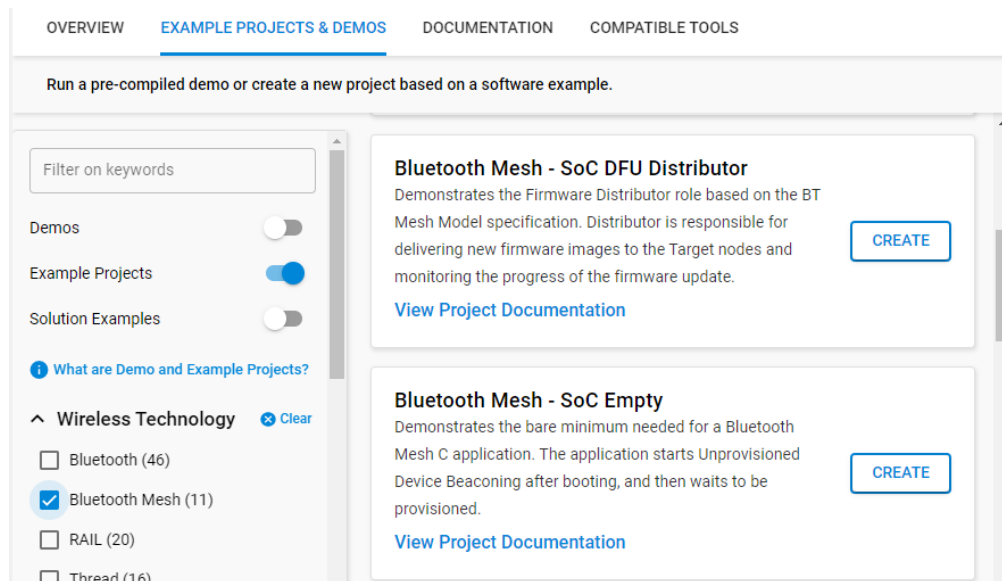 OVERVIEW EXAMPLE PROJECTS & DEMOS DOCUMENTATION COMPATIBLE TOOLS
Run a pre-compiled demo or create a new project based on a software example.
Filter on keywords
Demos
Example Projects
Solution Examples
What are Demo and Example Projects?
Wireless Technology Clear
Bluetooth (46)
Bluetooth Mesh (11)
RAIL (20)
Thread (16)
Bluetooth Mesh - SoC DFU Distributor
Demonstrates the Firmware Distributor role based on the BT
Mesh Model specification. Distributor is responsible for
delivering new firmware images to the Target nodes and
monitoring the progress of the firmware update.
View Project Documentation
CREATE
Bluetooth Mesh - SoC Empty
Demonstrates the bare minimum needed for a Bluetooth
Mesh C application. The application starts Unprovisioned
Device Beaconing after booting, and then waits to be
provisioned.
View Project Documentation
CREATE